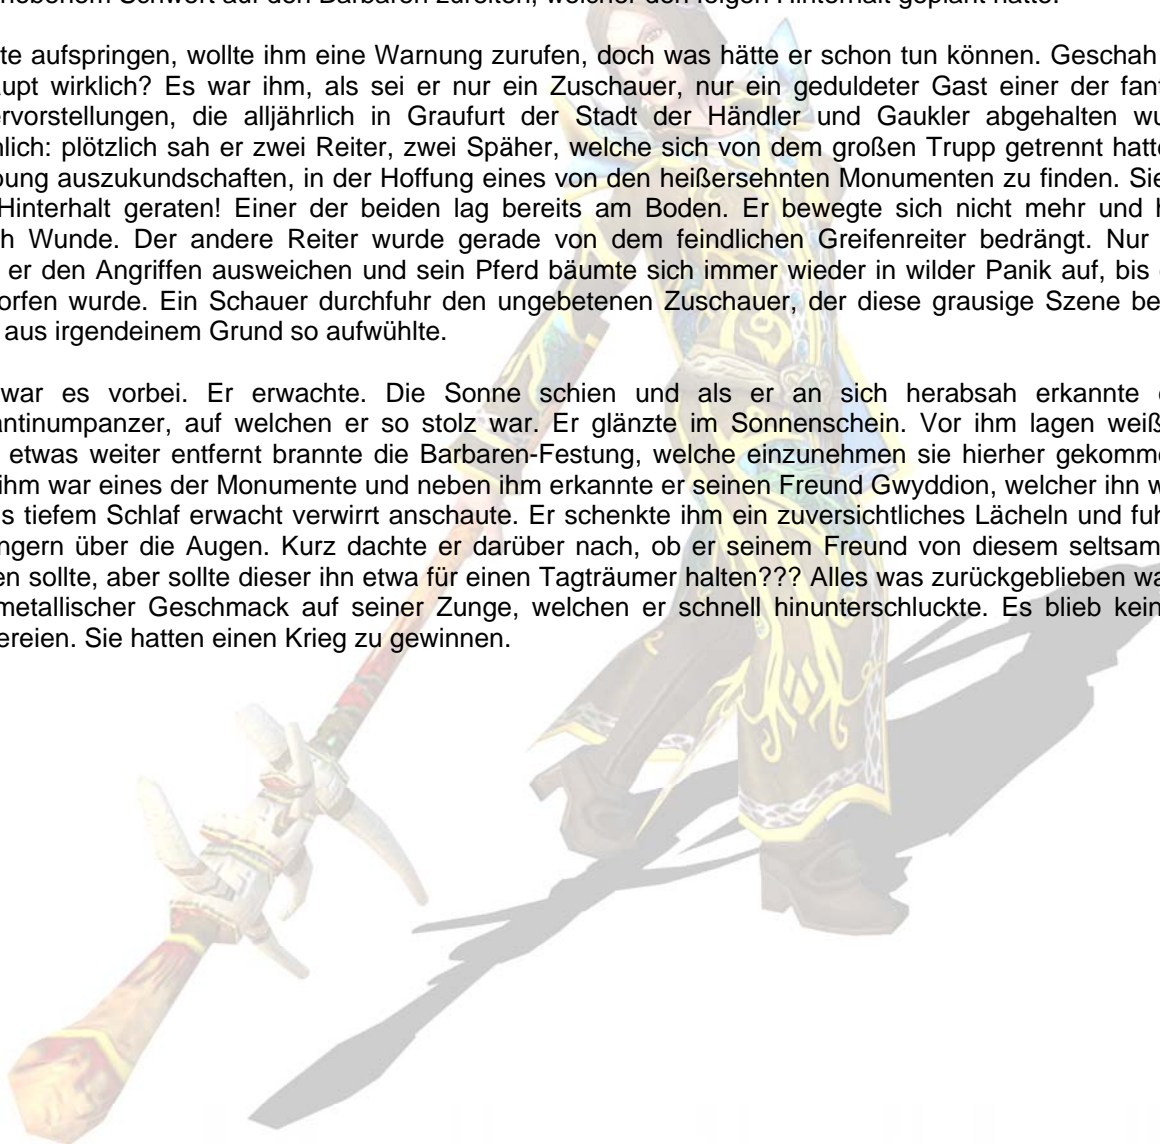 hobenem Schwert auf den Barbaren zureiten, welcher den feigen Hinterhalt geplant hatte.
te aufspringen, wollte ihm eine Warnung zurufen, doch was hätte er schon tun können. Geschah
upt wirklich? Es war ihm, als sei er nur ein Zuschauer, nur ein geduldeter Gast einer der fant
rvorstellungen, die alljährlich in Graufurt der Stadt der Händler und Gaukler abgehalten wu
lich: plötzlich sah er zwei Reiter, zwei Späher, welche sich von dem großen Trupp getrennt hatt
bung auszukundschaften, in der Hoffung eines von den heißersehnten Monumenten zu finden. Sie
Hinterhalt geraten! Einer der beiden lag bereits am Boden. Er bewegte sich nicht mehr und h
h Wunde. Der andere Reiter wurde gerade von dem feindlichen Greifenreiter bedrängt. Nur
er den Angriffen ausweichen und sein Pferd bäumte sich immer wieder in wilder Panik auf, bis
orfen wurde. Ein Schauer durchfuhr den ungebetenen Zuschauer, der diese grausige Szene be
aus irgendeinem Grund so aufwühlte.
war es vorbei. Er erwachte. Die Sonne schien und als er an sich herabsah erkannte
antinumpanzer, auf welchen er so stolz war. Er glänzte im Sonnenschein. Vor ihm lagen weiß
etwas weiter entfernt brannte die Barbaren-Festung, welche einzunehmen sie hierher gekomme
ihm war eines der Monumente und neben ihm erkannte er seinen Freund Gwyddion, welcher ihn w
s tiefem Schlaf erwacht verwirrt anschaute. Er schenkte ihm ein zuversichtliches Lächeln und fuh
ngern über die Augen. Kurz dachte er darüber nach, ob er seinem Freund von diesem seltsam
en sollte, aber sollte dieser ihn etwa für einen Tagträumer halten??? Alles was zurückgeblieben wa
metallischer Geschmack auf seiner Zunge, welchen er schnell hinunterschluckte. Es blieb kein
ereien. Sie hatten einen Krieg zu gewinnen.